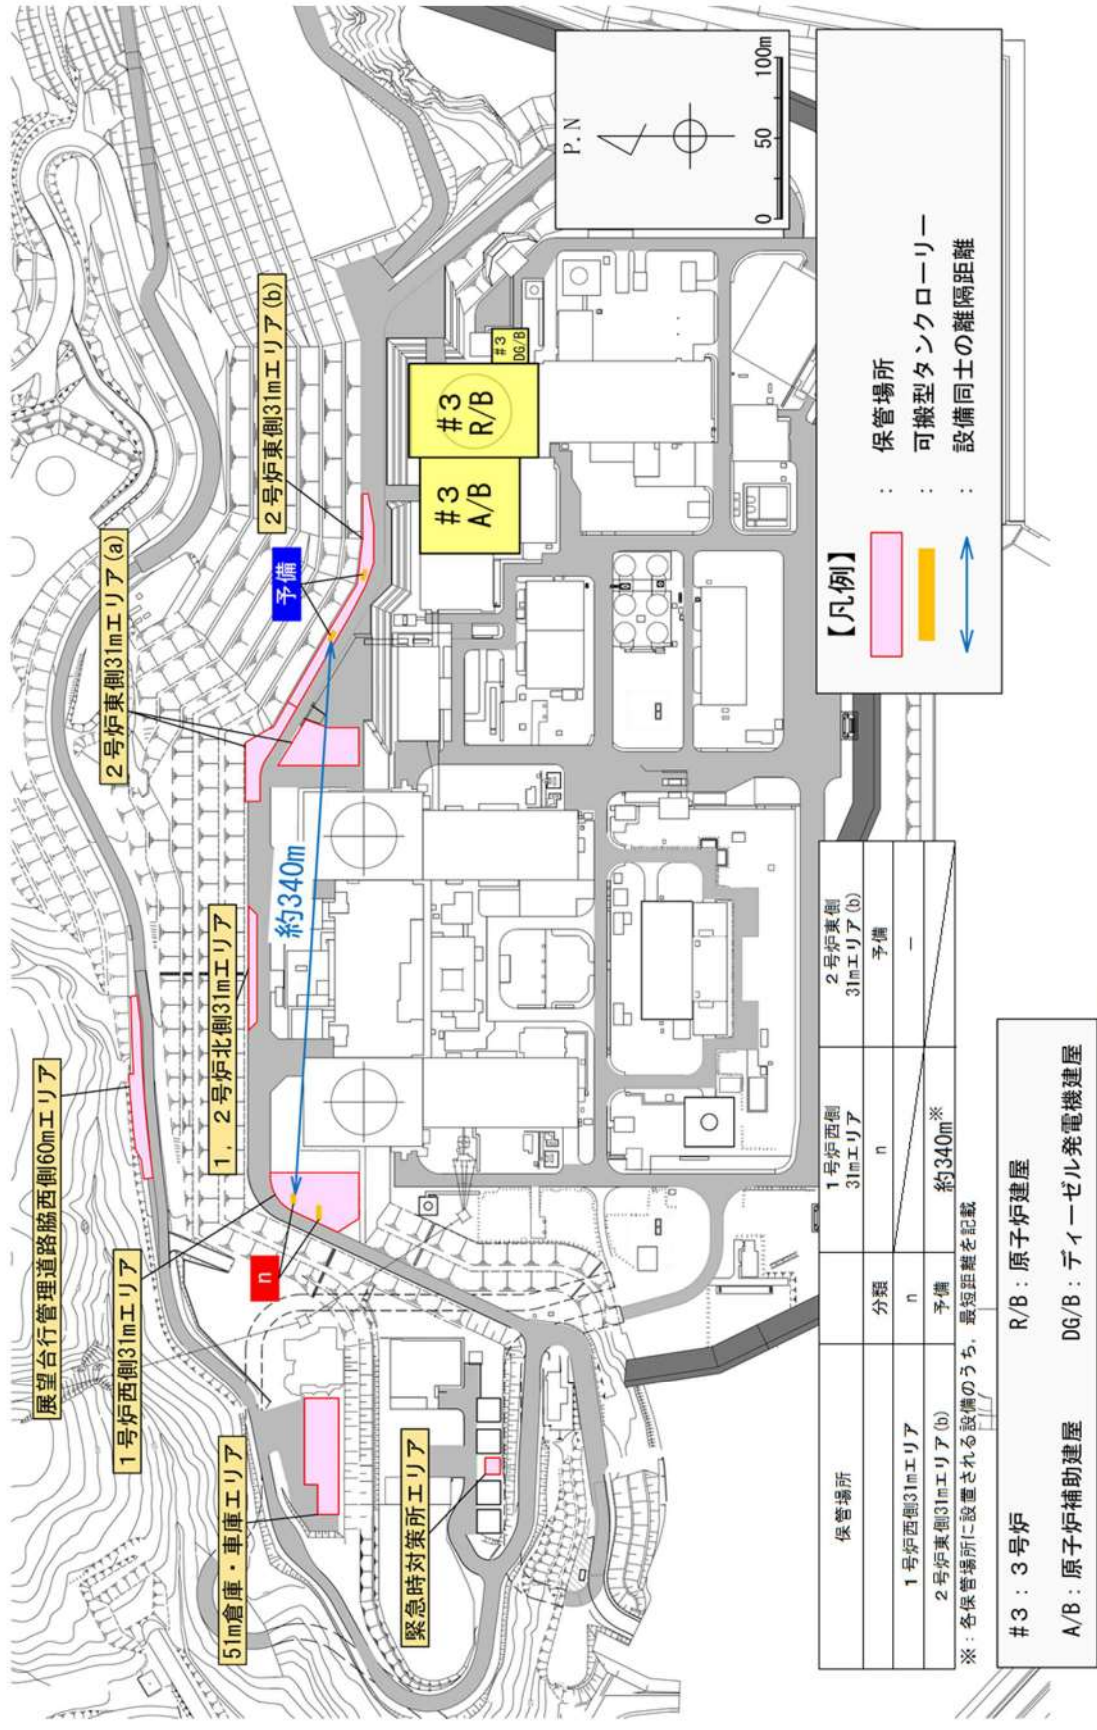 展望台行管理道路脇西側60mエリア
1号炉西側31mエリア
51m倉庫・車庫エリア
緊急時対策所エリア
1，2号炉北側31mエリア
2号炉東側31mエリア(a)
2号炉東側31mエリア(b)
n
予備
約340m
#3
A/B
#3
R/B
#3
DG/B
P.N
0 50 100m
【凡例】
： 保管場所
： 可搬型タンクローリー
： 設備同士の離隔距離
保管場所 分類 1号炉西側31mエリア 2号炉東側31mエリア(b)
n 予備
1号炉西側31mエリア n －
2号炉東側31mエリア(b) 予備 約340m※
※：各保管場所に設置される設備のうち，最短距離を記載
#3：3号炉 R/B：原子炉建屋
A/B：原子炉補助建屋 DG/B：ディーゼル発電機建屋